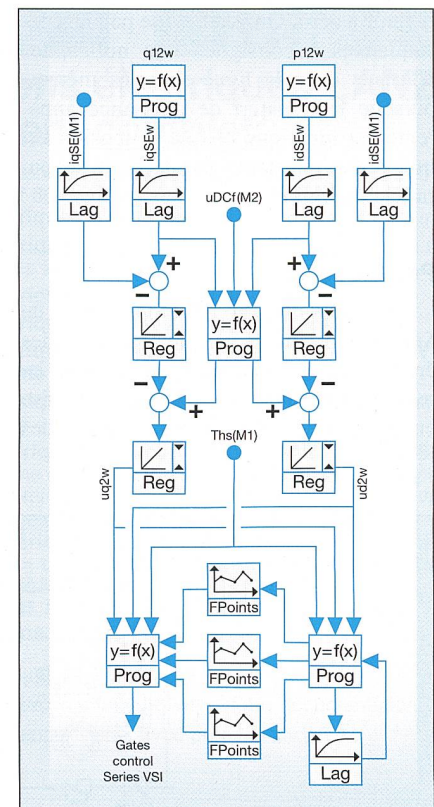 q12w p12w
y=f(x) y=f(x)
Prog Prog
iqSE(M1) iqSEw idSEw idSE(M1)
Lag Lag uDCf(M2) Lag Lag
+ +
− −
y=f(x)
Reg Prog Reg
− −
+ +
Ths(M1)
Reg Reg
uq2w ud2w
FPoints
y=f(x) y=f(x)
Prog FPoints Prog
FPoints
Gates
control
Series VSI
Lag